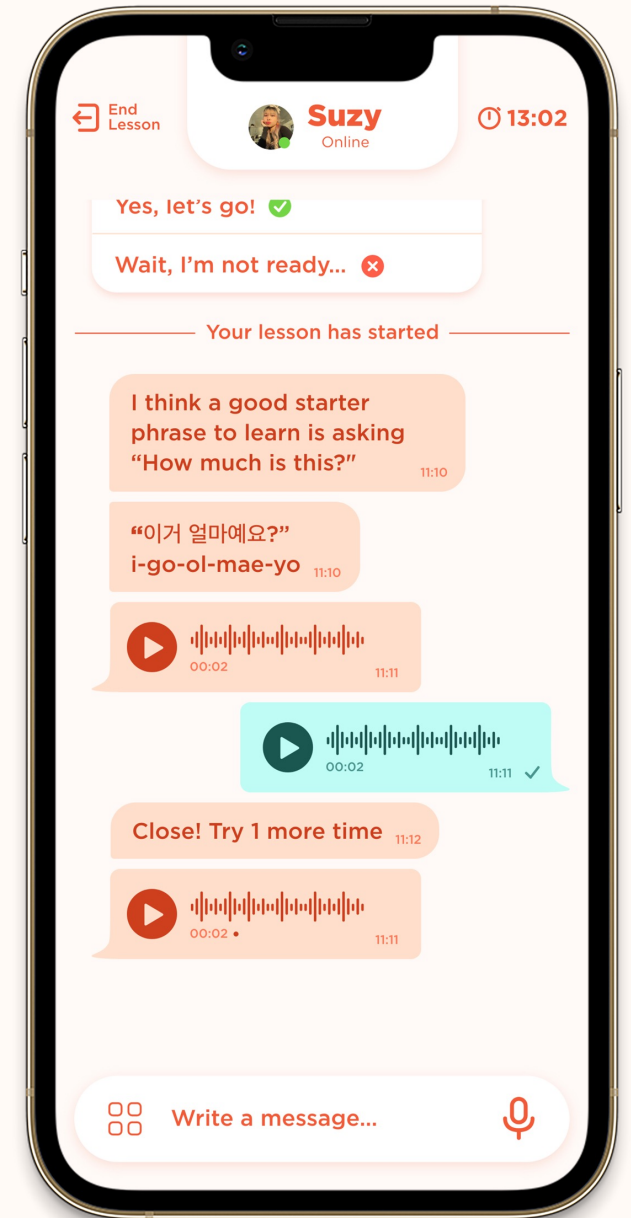 End
Lesson
Suzy
Online
13:02
Yes, let's go!
Wait, I'm not ready...
Your lesson has started
I think a good starter
phrase to learn is asking
“How much is this?"
11:10
“이거 얼마예요?”
i-go-ol-mae-yo
11:10
00:02
11:11
00:02
11:11
Close! Try 1 more time
11:12
00:02
11:11
Write a message...